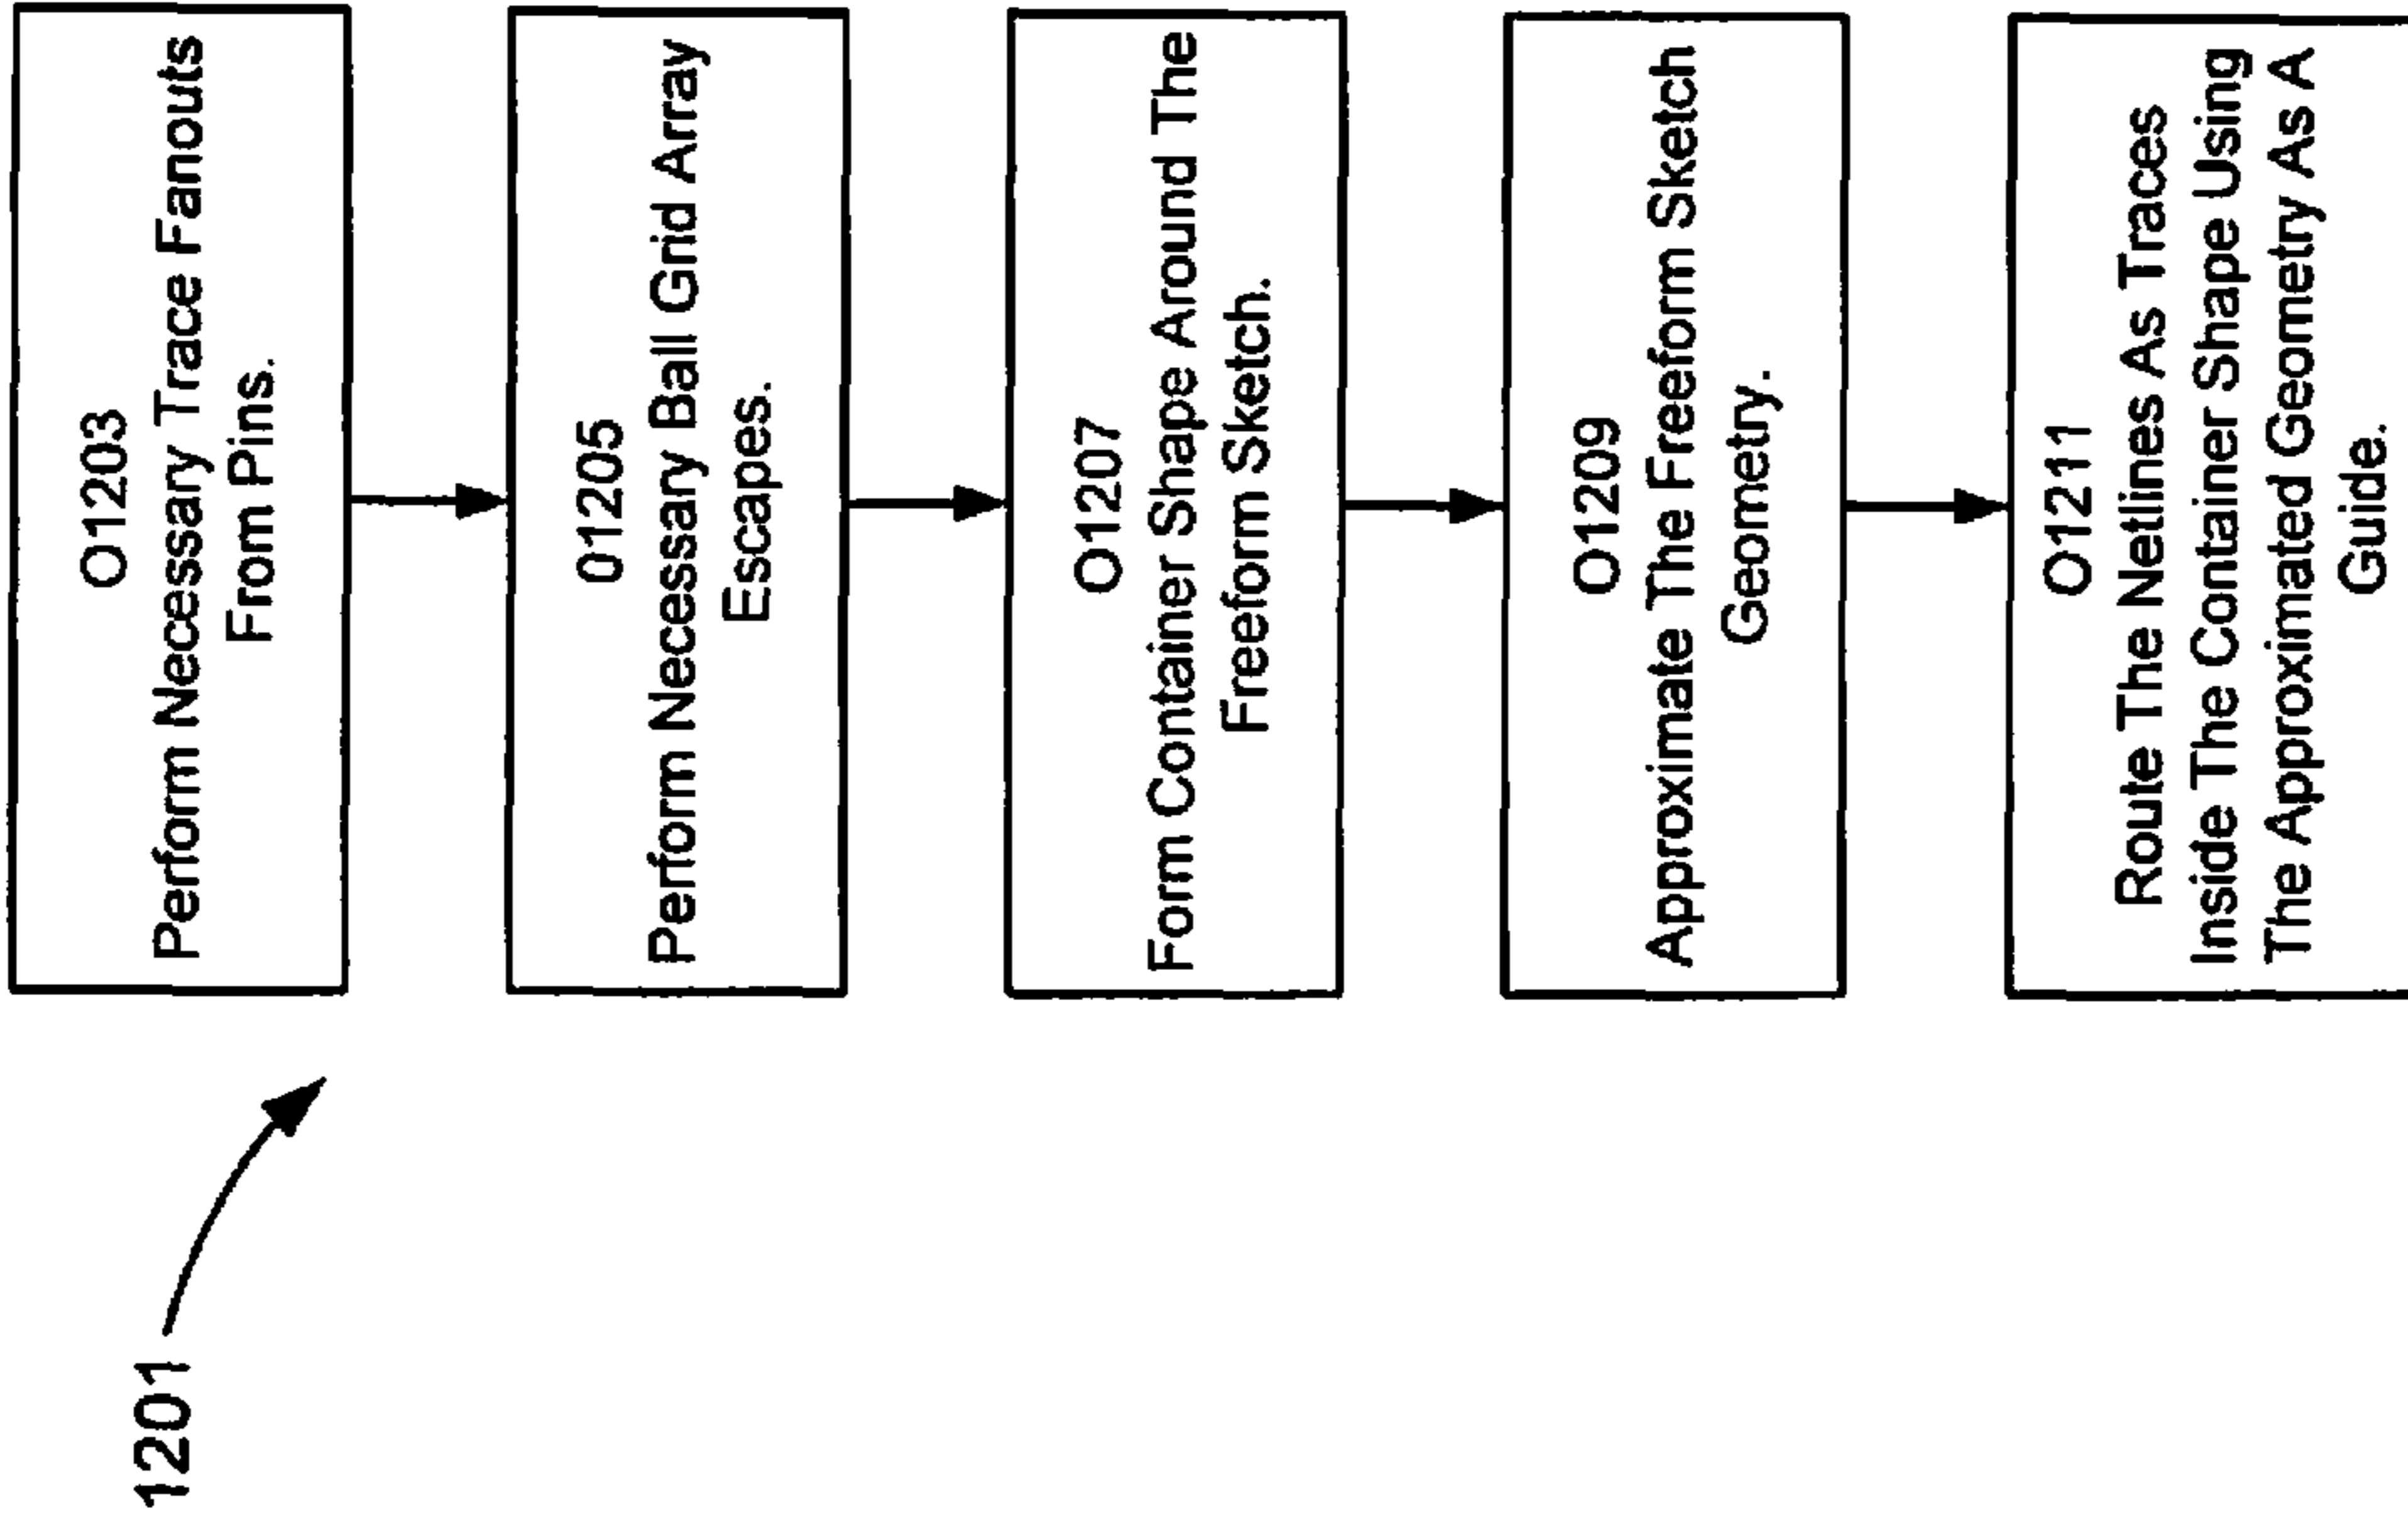 1201
O1203
Perform Necessary Trace Fanouts
From Pins.
01205
Perform Necessary Ball Grid Array
Escapes.
O1207
Form Container Shape Around The
Freeform Sketch.
O1209
Approximate The Freeform Sketch
Geometry.
O1211
Route The Netlines As Traces
Inside The Container Shape Using
The Approximated Geometry As A
Guide.